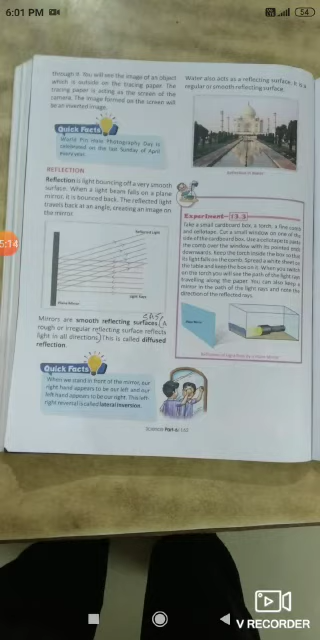 6:01 PM
54
through it. You will see the image of an object
which is outside on the tracing paper. The
tracing paper is acting as the screen of the
camera. The image formed on the screen will
be an inverted image.
Quick Facts
World Pin Hole Photography Day is
celebrated on the last Sunday of April
every year.
REFLECTION
Reflection is light bouncing off a very smooth
surface. When a light beam falls on a plane
mirror, it is bounced back. The reflected light
travels back at an angle, creating an image on
the mirror.
5:14
Reflected Light
Light Rays
Plane Mirror
Mirrors are smooth reflecting surfaces. A
rough or irregular reflecting surface reflects
light in all directions. This is called diffused
reflection.
Quick Facts
When we stand in front of the mirror, our
right hand appears to be our left and our
left hand appears to be our right. This left-
right reversal is called lateral inversion.
Water also acts as a reflecting surface. It is a
regular or smooth reflecting surface.
Experiment-13.3
Take a small cardboard box, a torch, a fine comb
and cellotape. Cut a small window on one of the
side of the cardboard box. Use cellotape to paste
the comb over the window with its pointed ends
downwards. Keep the torch inside the box so that
its light falls on the comb. Spread a white sheet on
the table and keep the box on it. When you switch
on the torch you will see the path of the light rays
travelling along the paper. You can also keep a
mirror in the path of the light rays and note the
direction of the reflected rays.
SCIENCE Part-6
V RECORDER